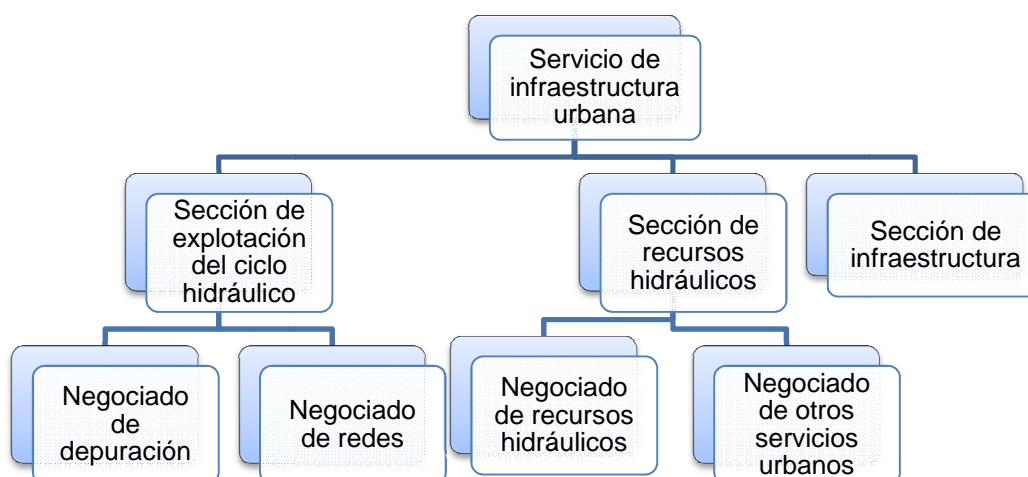 Servicio de
infraestructura
urbana
Sección de
explotación
del ciclo
hidráulico
Sección de
recursos
hidráulicos
Sección de
infraestructura
Negociado
de
depuración
Negociado
de redes
Negociado
de recursos
hidráulicos
Negociado
de otros
servicios
urbanos